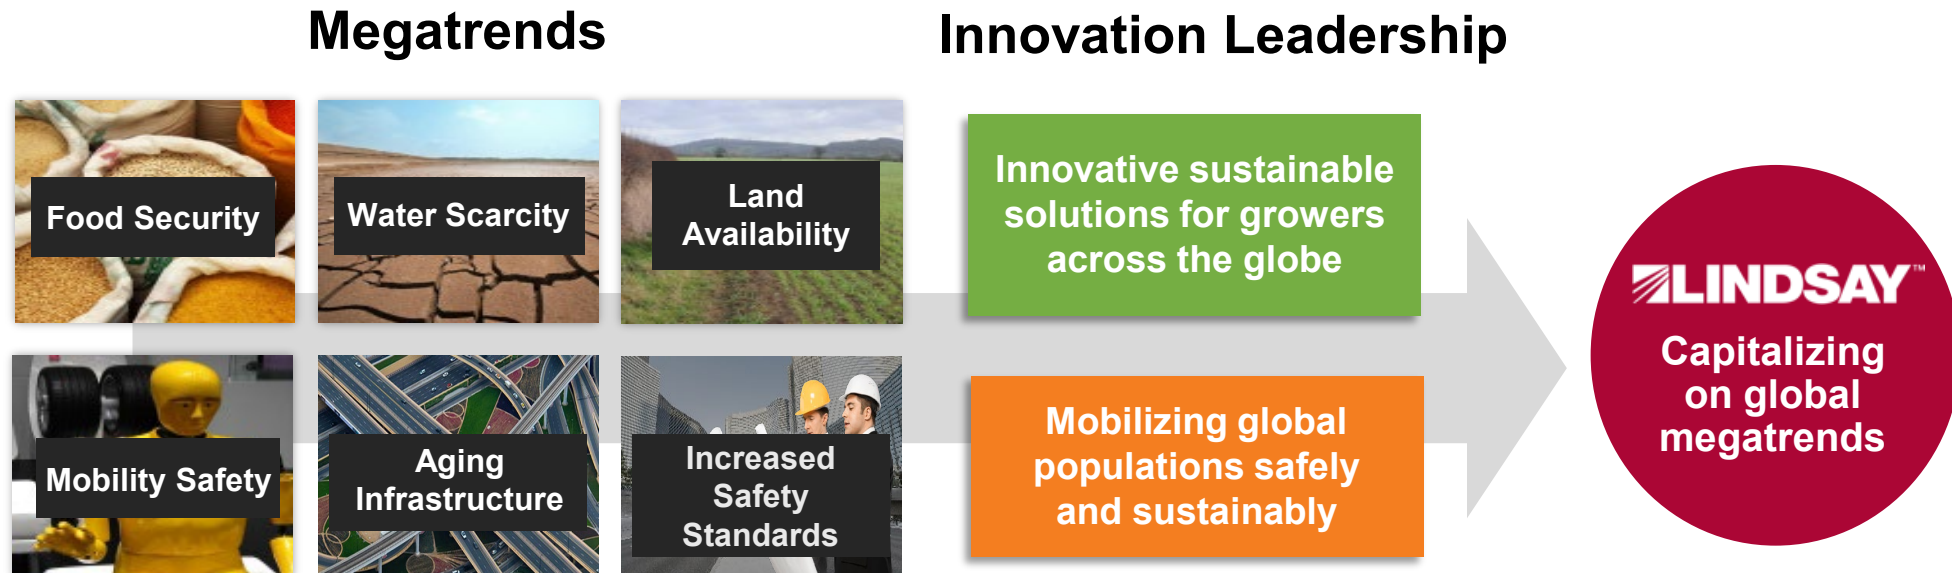 Megatrends
Innovation Leadership
Food Security
Water Scarcity
Land
Availability
Mobility Safety
Aging
Infrastructure
Increased
Safety
Standards
Innovative sustainable
solutions for growers
across the globe
Mobilizing global
populations safely
and sustainably
LINDSAY™
Capitalizing
on global
megatrends